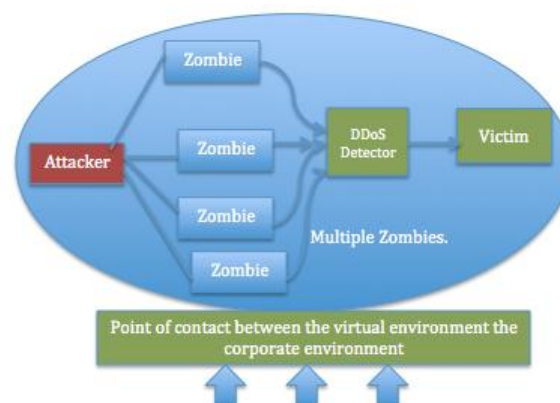 Zombie
Zombie
Attacker
Zombie
Zombie
DDoS
Detector
Victim
Multiple Zombies.
Point of contact between the virtual environment the
corporate environment